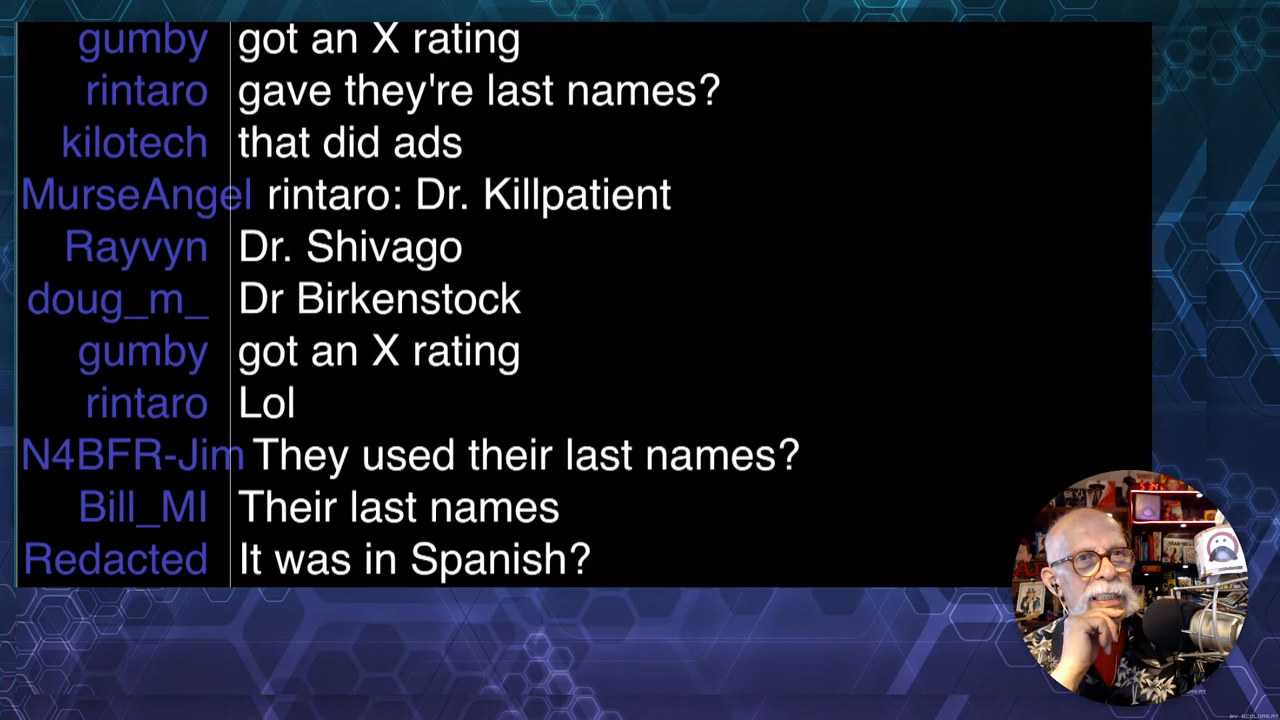 gumby got an X rating
rintaro gave they're last names?
kilotech that did ads
MurseAngel rintaro: Dr. Killpatient
Rayvyn Dr. Shivago
doug_m_ Dr Birkenstock
gumby got an X rating
rintaro Lol
N4BFR-Jim They used their last names?
Bill_MI Their last names
Redacted It was in Spanish?